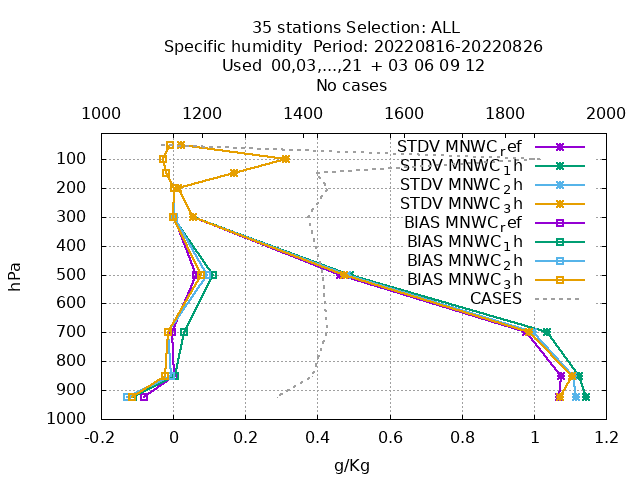 35 stations Selection: ALL
Specific humidity  Period: 20220816-20220826
Used  00,03,...,21  + 03 06 09 12
No cases
1000 1200 1400 1600 1800 2000
STDV MNWC_ref
STDV MNWC_1h
STDV MNWC_2h
STDV MNWC_3h
BIAS MNWC_ref
BIAS MNWC_1h
BIAS MNWC_2h
BIAS MNWC_3h
CASES
hPa
100
200
300
400
500
600
700
800
900
1000
-0.2 0 0.2 0.4 0.6 0.8 1 1.2
g/Kg